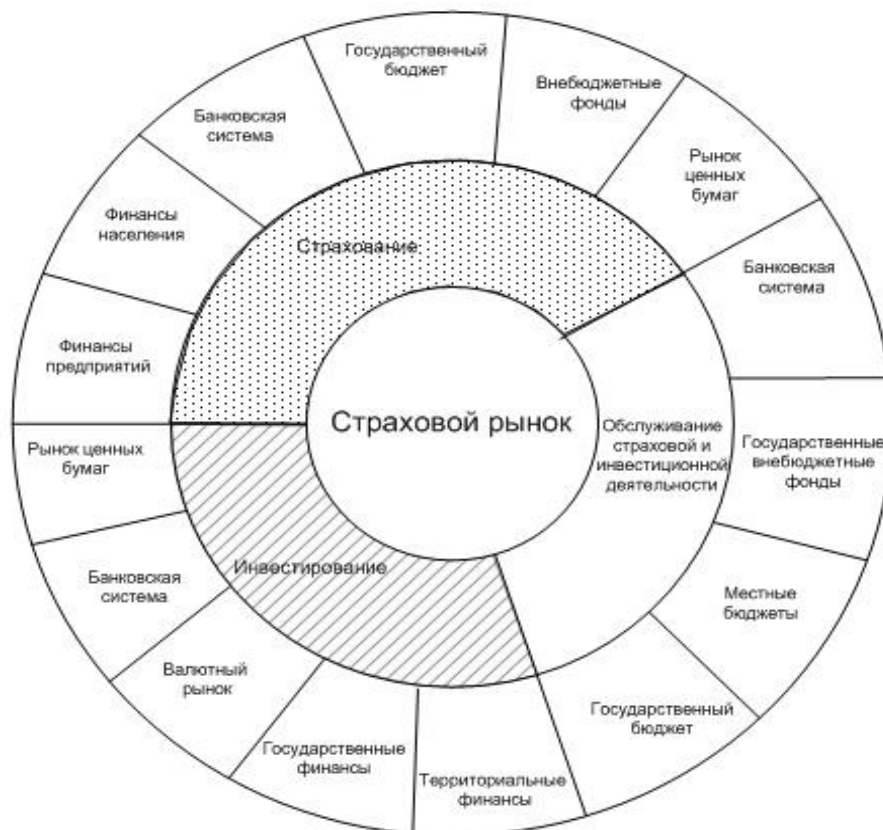 Государственный
бюджет
Внебюджетные
фонды
Банковская
система
Рынок
ценных
бумаг
Финансы
населения
Страхование
Банковская
система
Финансы
предприятий
Страховой рынок
Обслуживание
страховой и
инвестиционной
деятельности
Государственные
внебюджетные
фонды
Рынок ценных
бумаг
Инвестирование
Банковская
система
Местные
бюджеты
Валютный
рынок
Государственный
бюджет
Государственные
финансы
Территориальные
финансы